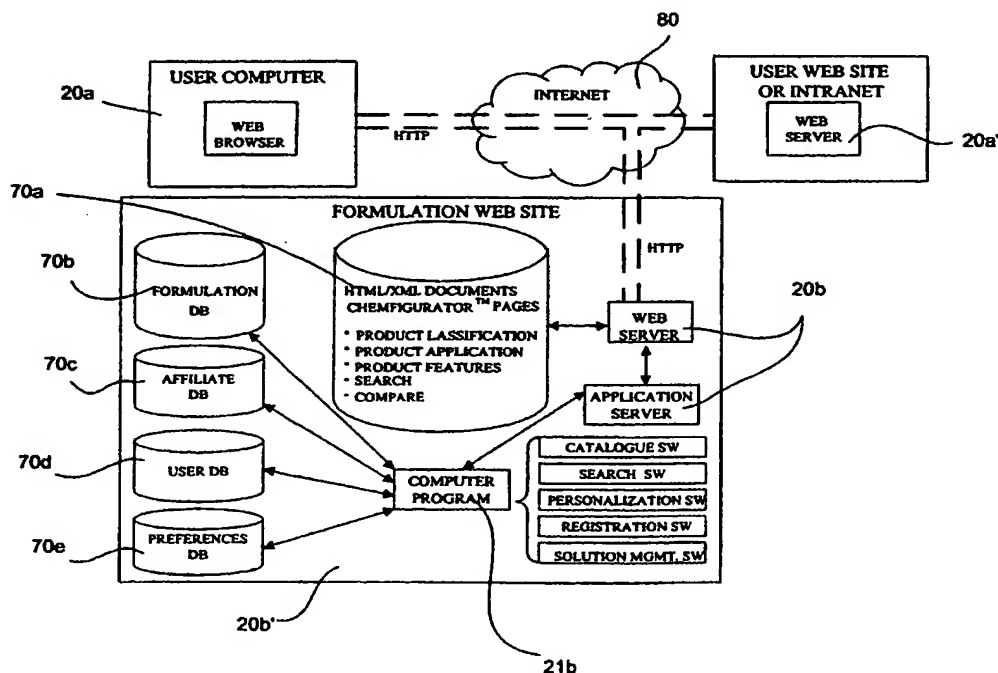 80
USER COMPUTER
20a
WEB
BROWSER
HTTP
INTERNET
USER WEB SITE
OR INTRANET
WEB
SERVER
20a'
70a
FORMULATION WEB SITE
HTTP
70b
FORMULATION
DB
HTML/XML DOCUMENTS
CHEMFIGURATOR™ PAGES
* PRODUCT LASSIFICATION
* PRODUCT APPLICATION
* PRODUCT FEATURES
- SEARCH
- COMPARE
WEB
SERVER
20b
70c
AFFILIATE
DB
APPLICATION
SERVER
70d
USER DB
COMPUTER
PROGRAM
CATALOGUE SW
SEARCH SW
PERSONALIZATION SW
REGISTRATION SW
SOLUTION MGMT. SW
70e
PREFERENCES
DB
20b'
21b